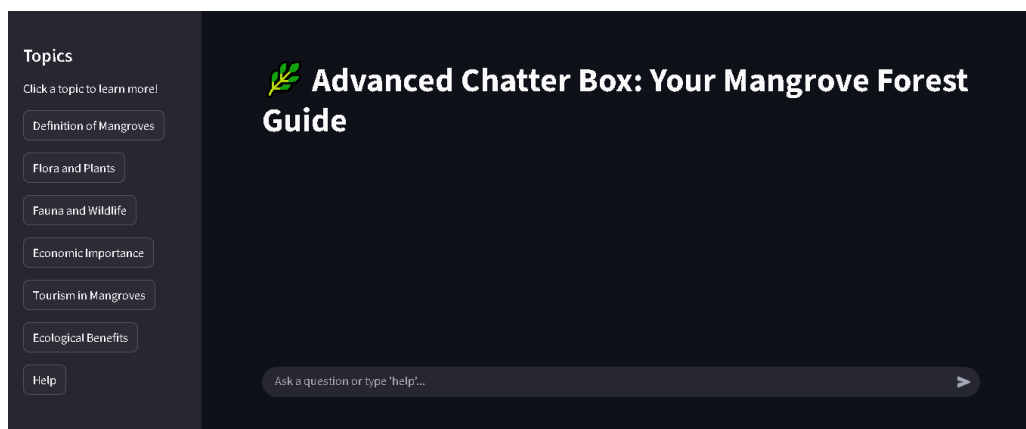 Topics
Click a topic to learn more!
Definition of Mangroves
Flora and Plants
Fauna and Wildlife
Economic Importance
Tourism in Mangroves
Ecological Benefits
Help
Advanced Chatter Box: Your Mangrove Forest
Guide
Ask a question or type 'help'...